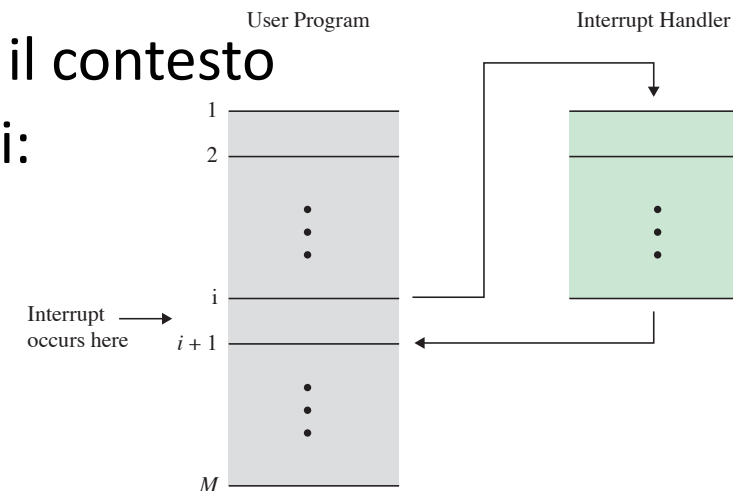 User Program
Interrupt Handler
il contesto
i:
1
2
i
Interrupt
occurs here
i + 1
M